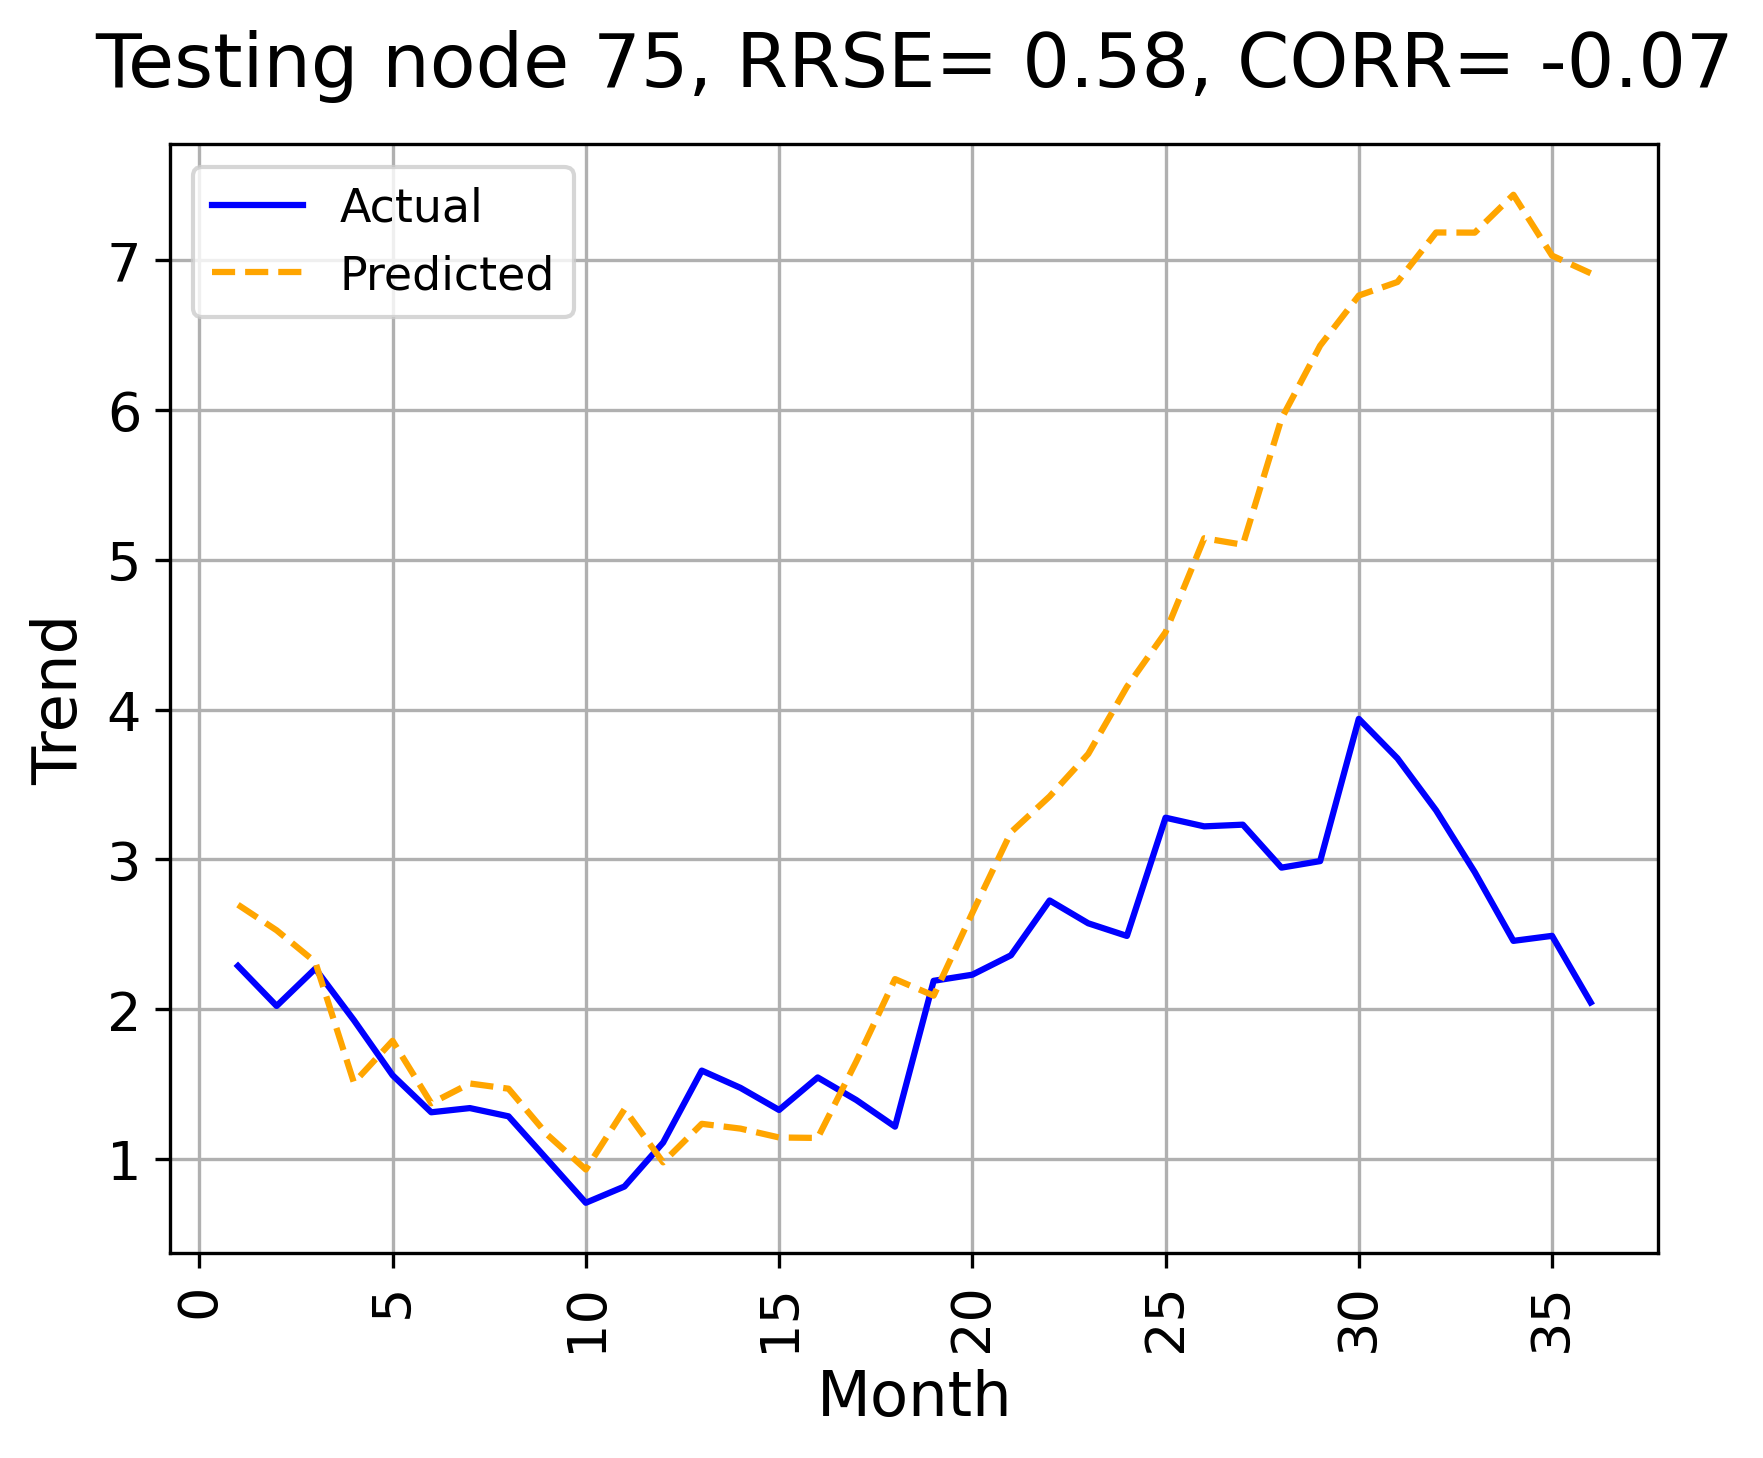 Testing node 75, RRSE= 0.58, CORR= -0.07
Actual
Predicted
7
6
5
4
3
2
1
Trend
0 5 10 15 20 25 30 35
Month